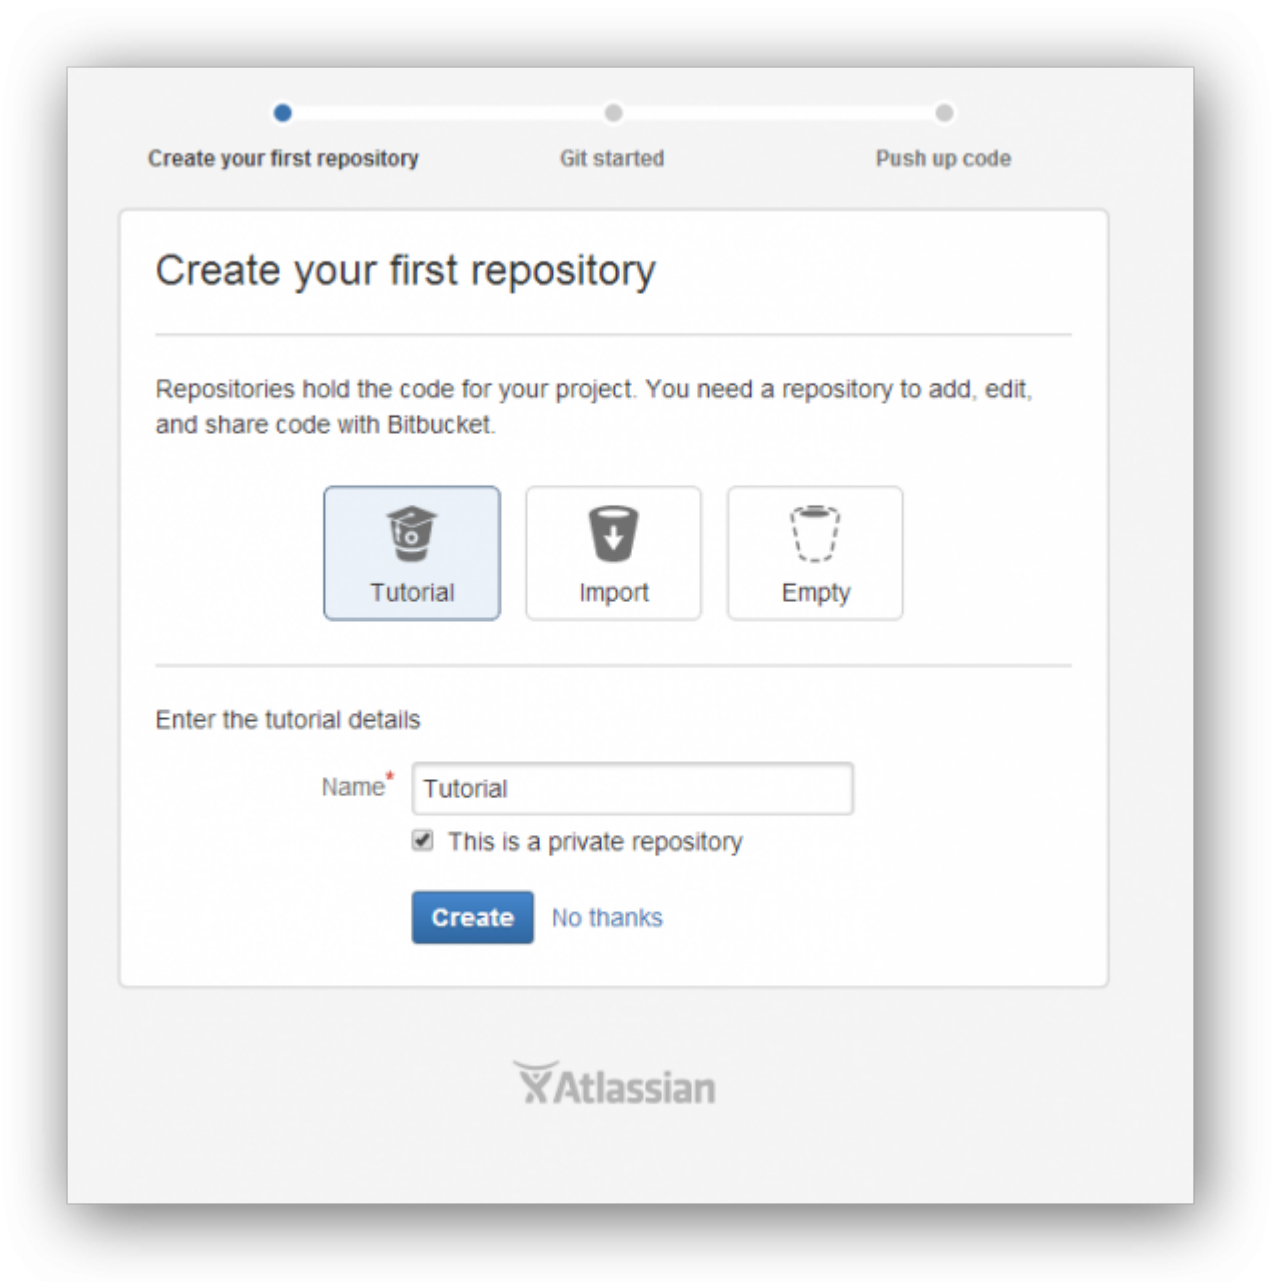 Create your first repository
Git started
Push up code
Create your first repository
Repositories hold the code for your project. You need a repository to add, edit,
and share code with Bitbucket.
Tutorial
Import
Empty
Enter the tutorial details
Name*
Tutorial
This is a private repository
Create
No thanks
Atlassian